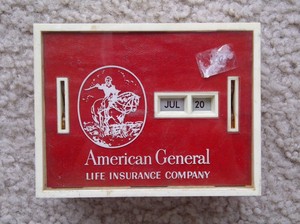 JUL 20
American General
LIFE INSURANCE COMPANY